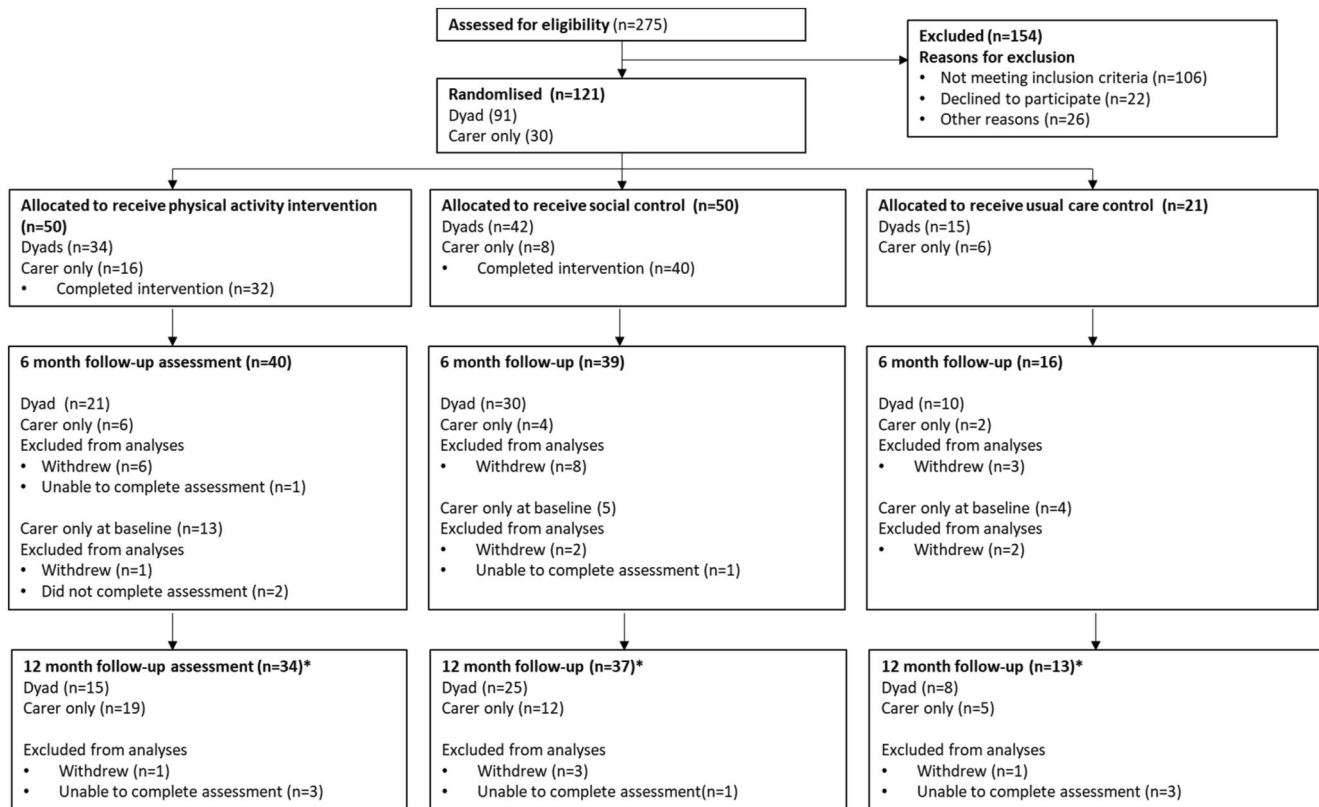 Assessed for eligibility (n=275)
Excluded (n=154)
Reasons for exclusion
• Not meeting inclusion criteria (n=106)
• Declined to participate (n=22)
• Other reasons (n=26)
Randomised (n=121)
Dyad (91)
Carer only (30)
Allocated to receive physical activity intervention
(n=50)
Dyads (n=34)
Carer only (n=16)
• Completed intervention (n=32)
Allocated to receive social control (n=50)
Dyads (n=42)
Carer only (n=8)
• Completed intervention (n=40)
Allocated to receive usual care control (n=21)
Dyads (n=15)
Carer only (n=6)
6 month follow-up assessment (n=40)
Dyad (n=21)
Carer only (n=6)
Excluded from analyses
• Withdrew (n=6)
• Unable to complete assessment (n=1)
Carer only at baseline (n=13)
Excluded from analyses
• Withdrew (n=1)
• Did not complete assessment (n=2)
6 month follow-up (n=39)
Dyad (n=30)
Carer only (n=4)
Excluded from analyses
• Withdrew (n=8)
Carer only at baseline (5)
Excluded from analyses
• Withdrew (n=2)
• Unable to complete assessment (n=1)
6 month follow-up (n=16)
Dyad (n=10)
Carer only (n=2)
Excluded from analyses
• Withdrew (n=3)
Carer only at baseline (n=4)
Excluded from analyses
• Withdrew (n=2)
12 month follow-up assessment (n=34)*
Dyad (n=15)
Carer only (n=19)
Excluded from analyses
• Withdrew (n=1)
• Unable to complete assessment (n=3)
12 month follow-up (n=37)*
Dyad (n=25)
Carer only (n=12)
Excluded from analyses
• Withdrew (n=3)
• Unable to complete assessment(n=1)
12 month follow-up (n=13)*
Dyad (n=8)
Carer only (n=5)
Excluded from analyses
• Withdrew (n=1)
• Unable to complete assessment (n=3)